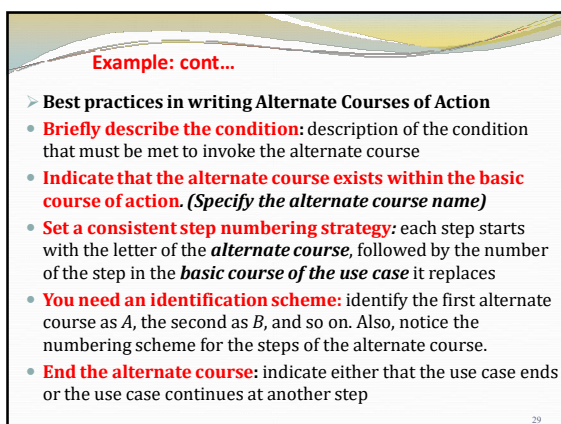 Example: cont…
➢ Best practices in writing Alternate Courses of Action
• Briefly describe the condition: description of the condition
that must be met to invoke the alternate course
• Indicate that the alternate course exists within the basic
course of action. (Specify the alternate course name)
• Set a consistent step numbering strategy: each step starts
with the letter of the alternate course, followed by the number
of the step in the basic course of the use case it replaces
• You need an identification scheme: identify the first alternate
course as A, the second as B, and so on. Also, notice the
numbering scheme for the steps of the alternate course.
• End the alternate course: indicate either that the use case ends
or the use case continues at another step
29